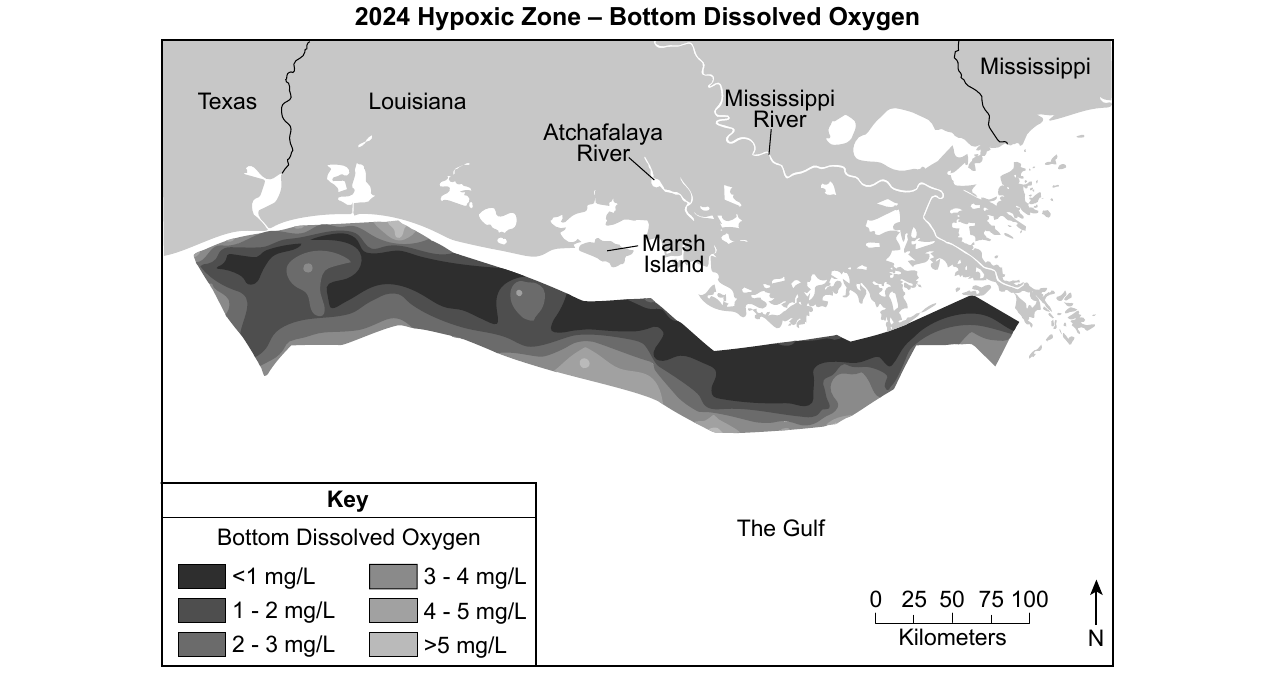 2024 Hypoxic Zone – Bottom Dissolved Oxygen
Texas
Louisiana
Mississippi
Mississippi
River
Atchafalaya
River
Marsh
Island
Key
Bottom Dissolved Oxygen
<1 mg/L
3 - 4 mg/L
1 - 2 mg/L
4 - 5 mg/L
2 - 3 mg/L
>5 mg/L
The Gulf
0 25 50 75 100
Kilometers
N